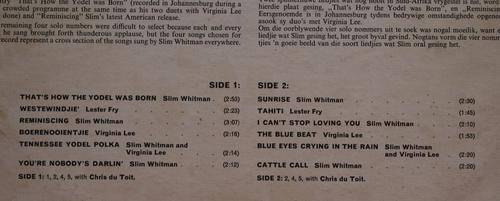 "That's How the Yodel Was Born" (recorded in Johannesburg during a
crowded programme at the same time as his two duets with Virginia Lee
done) and "Reminiscing" Slim's latest American release.
remaining four solo members were difficult to select because each and every
he sang brought forth thunderous applause, but the four songs chosen for
record represent a cross section of the songs sung by Slim Whitman everywhere.
hierdie plaat gesing, „That's How the Yodel was Born", en „Reminiscing".
Eersgenoemde is in Johannesburg tydens bedrywige omstandighede opgeneem,
asook sy duo's met Virginia Lee.
Om die oorblywende vier solo nommers uit te soek was nogal moeilik, want elke
liedjie wat Slim gesing het, het groot byval gevind. Nogtans vorm die vier nommers
tjies 'n goeie beeld van die soort liedjies wat Slim oral gesing het.
SIDE 1:
THAT'S HOW THE YODEL WAS BORN Slim Whitman . (2:53)
WESTEWINDJIE' Lester Fry . . . . (2:23)
REMINISCING Slim Whitman . . . . (3:07)
BOERENOOIENTJIE Virginia Lee . . . (2:16)
TENNESSEE YODEL POLKA Slim Whitman and
Virginia Lee . . (2:14)
YOU'RE NOBODY'S DARLIN' Slim Whitman . . (2:12)
SIDE 1: 1, 2, 4, 5, with Chris du Toit.
SIDE 2:
SUNRISE Slim Whitman . . . . (2:30)
TAHITI Lester Fry . . . . (1:45)
I CAN'T STOP LOVING YOU Slim Whitman . . (2:10)
THE BLUE BEAT Virginia Lee . . . (1:53)
BLUE EYES CRYING IN THE RAIN Slim Whitman
and Virginia Lee (2:20)
CATTLE CALL Slim Whitman . . . (2:20)
SIDE 2: 2, 4, 5, with Chris du Toit.